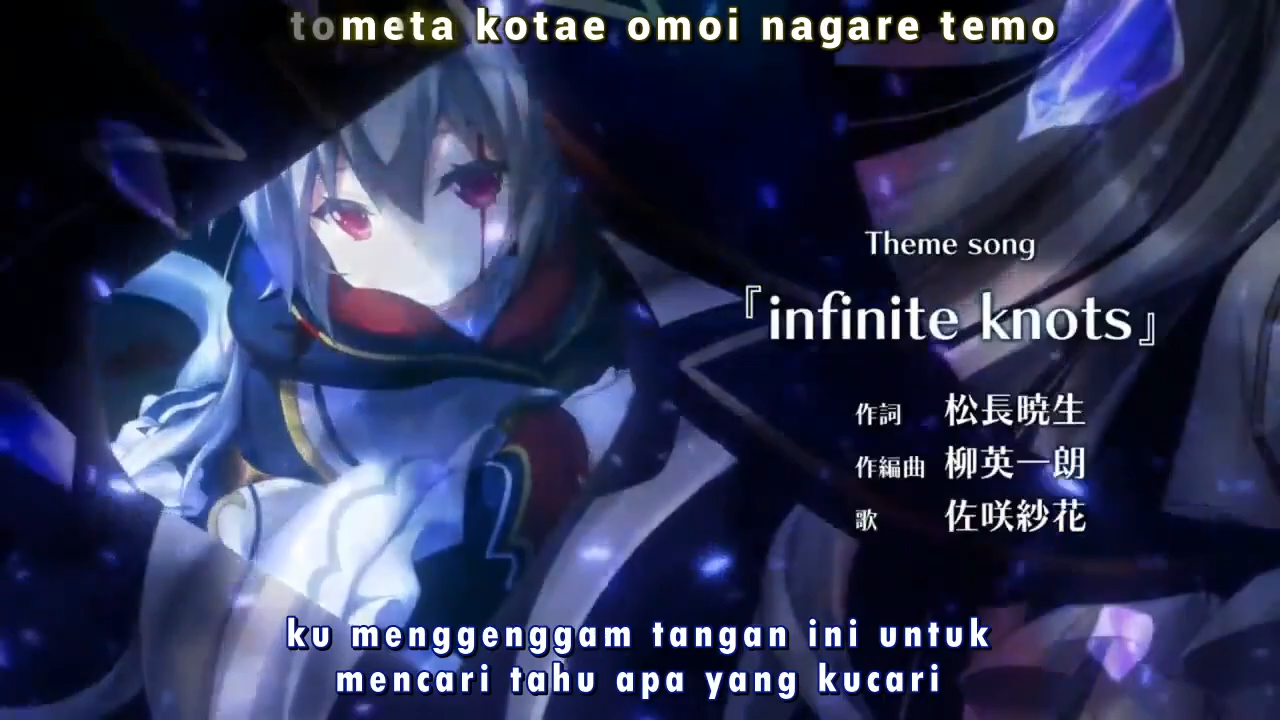 tometa kotae omoi nagare temo
Theme song
『infinite knots』
作詞 松長暁生
作編曲 柳英一朗
歌 佐咲紗花
ku menggenggam tangan ini untuk
mencari tahu apa yang kucari